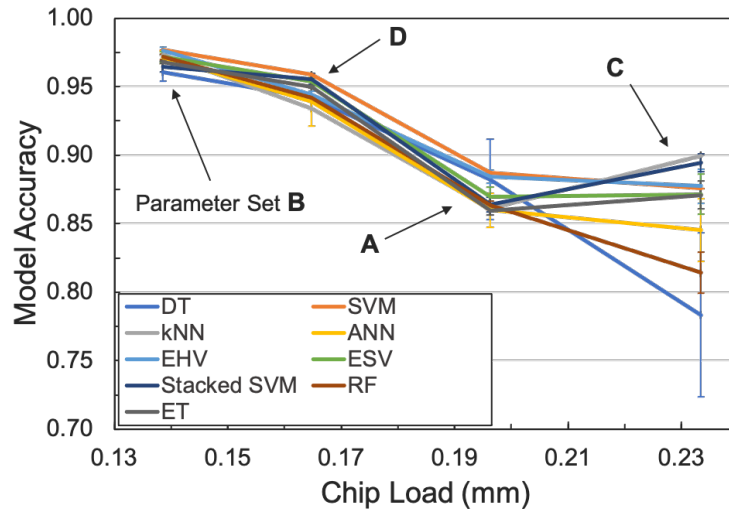 1.00
D
0.95
C
0.90
Parameter Set B
0.85
A
0.80
DT SVM
kNN ANN
0.75
EHV ESV
Stacked SVM RF
ET
0.70
0.13 0.15 0.17 0.19 0.21 0.23
Chip Load (mm)
Model Accuracy